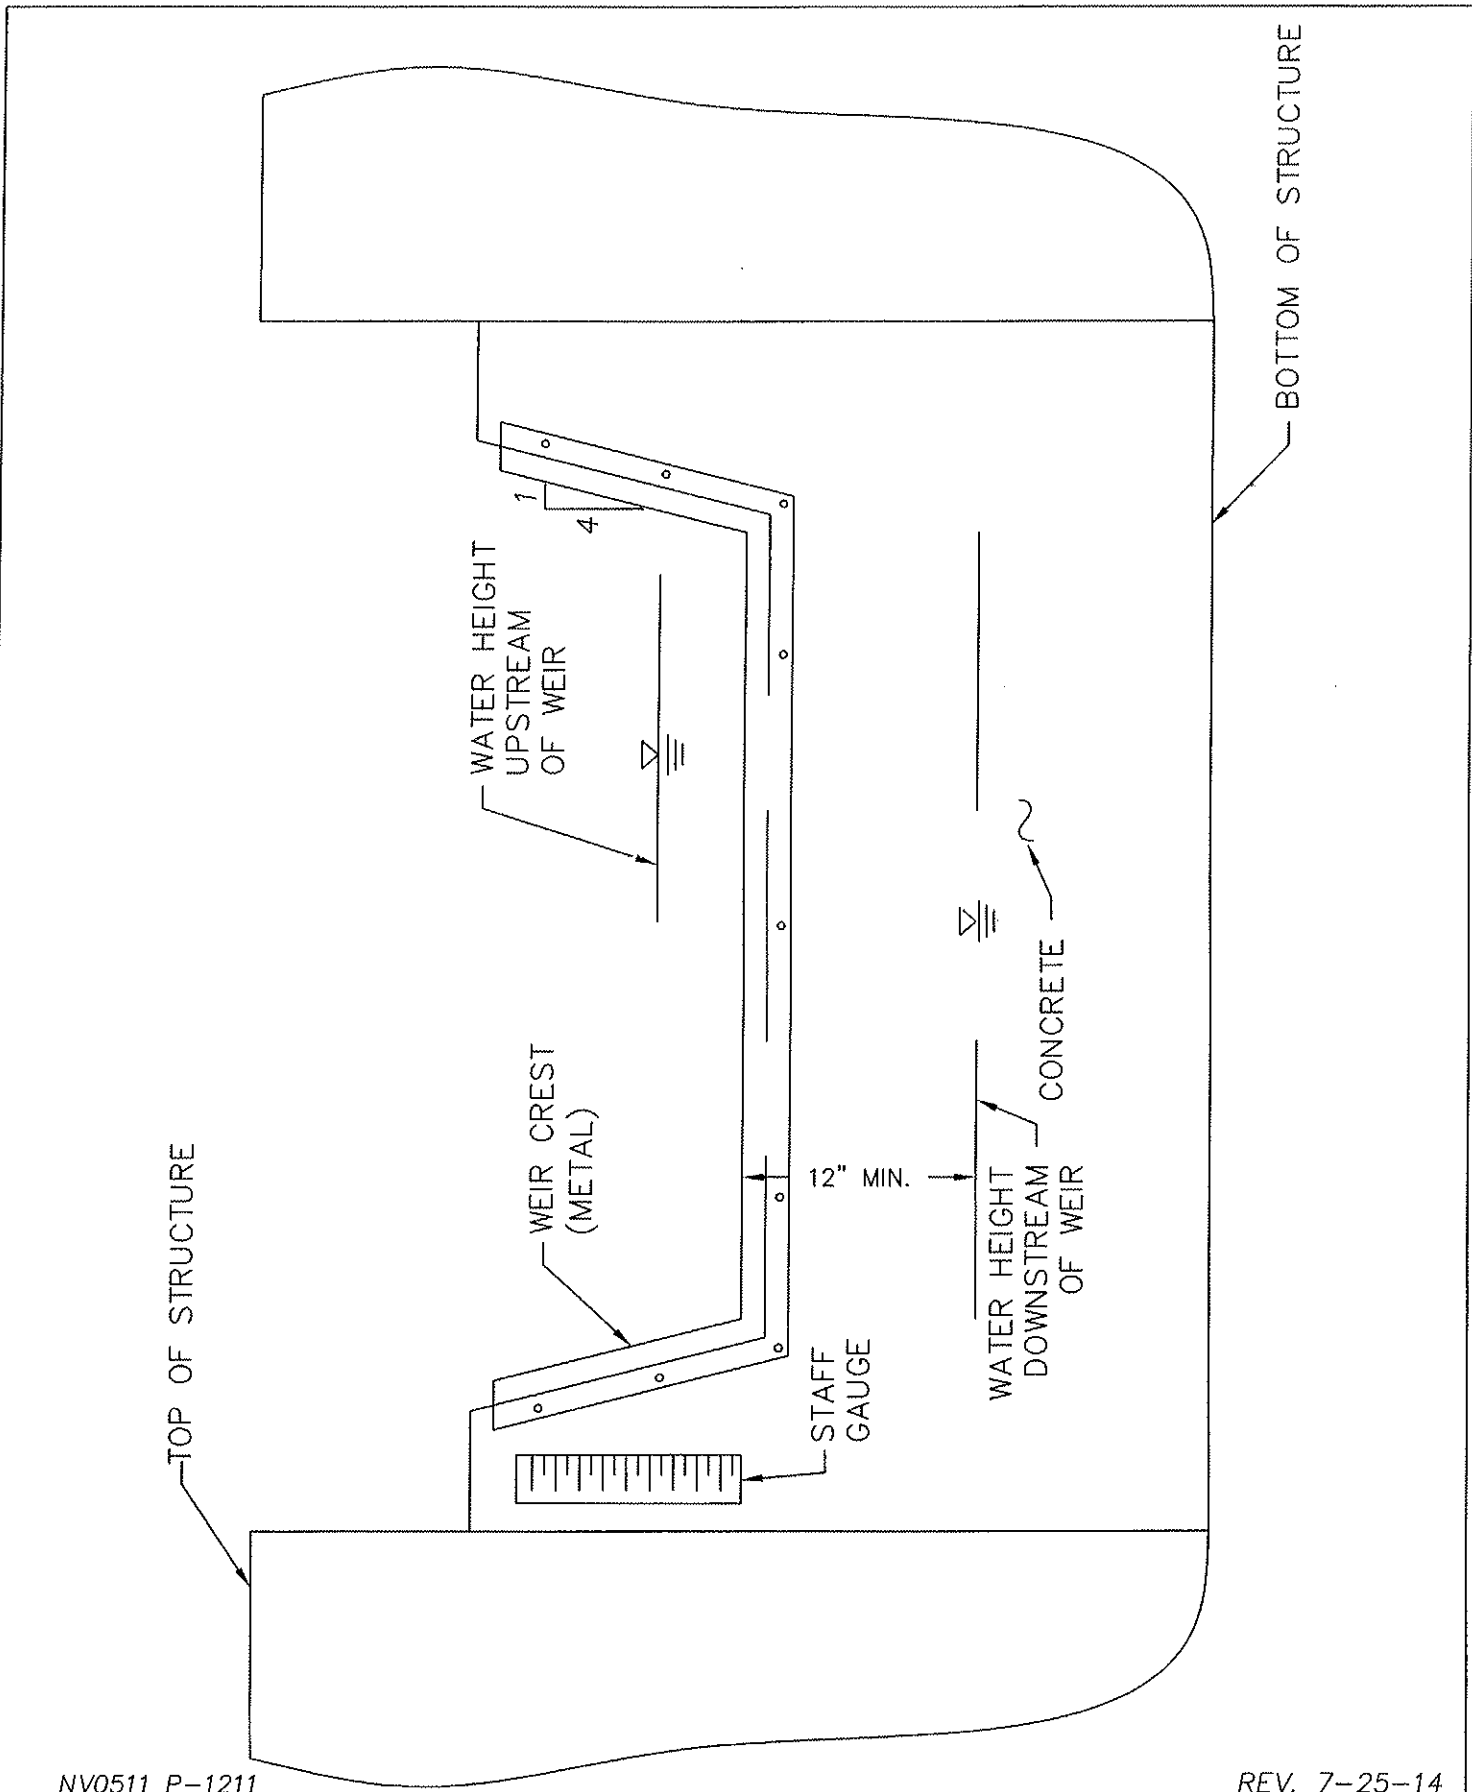 TOP OF STRUCTURE
WEIR CREST
(METAL)
WATER HEIGHT
UPSTREAM
OF WEIR
1
4
STAFF
GAUGE
12" MIN.
WATER HEIGHT
DOWNSTREAM
OF WEIR
CONCRETE
BOTTOM OF STRUCTURE
NV0511 P-1211
REV. 7-25-14